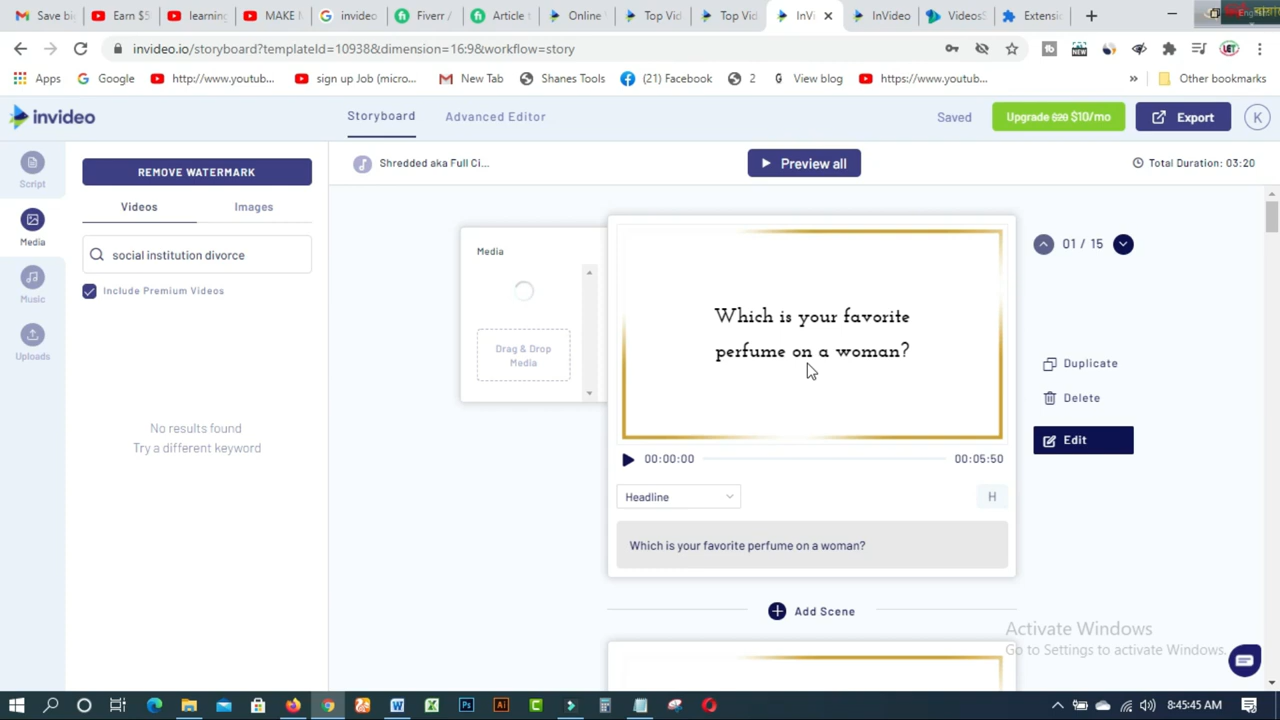 Save big
Earn $5
learning
MAKE M
invideo
Fiverr /
Article
Online V
Top Vid
Top Vid
InVi
InVideo
Videos
Extensi
invideo.io/storyboard?templateId=10938&dimension=16:9&workflow=story
Apps
Google
http://www.youtub...
sign up Job (micro...
New Tab
Shanes Tools
(21) Facebook
2
View blog
https://www.youtub...
»
Other bookmarks
invideo
Storyboard
Advanced Editor
Saved
Upgrade $20 $10/mo
Export
K
Script
Media
Music
Uploads
REMOVE WATERMARK
Videos
Images
social institution divorce
Include Premium Videos
No results found
Try a different keyword
Shredded aka Full Ci...
Preview all
Total Duration: 03:20
Media
Drag & Drop
Media
Which is your favorite
perfume on a woman?
01 / 15
Duplicate
Delete
Edit
00:00:00
00:05:50
Headline
H
Which is your favorite perfume on a woman?
Add Scene
Activate Windows
Go to Settings to activate Windows.
8:45:45 AM